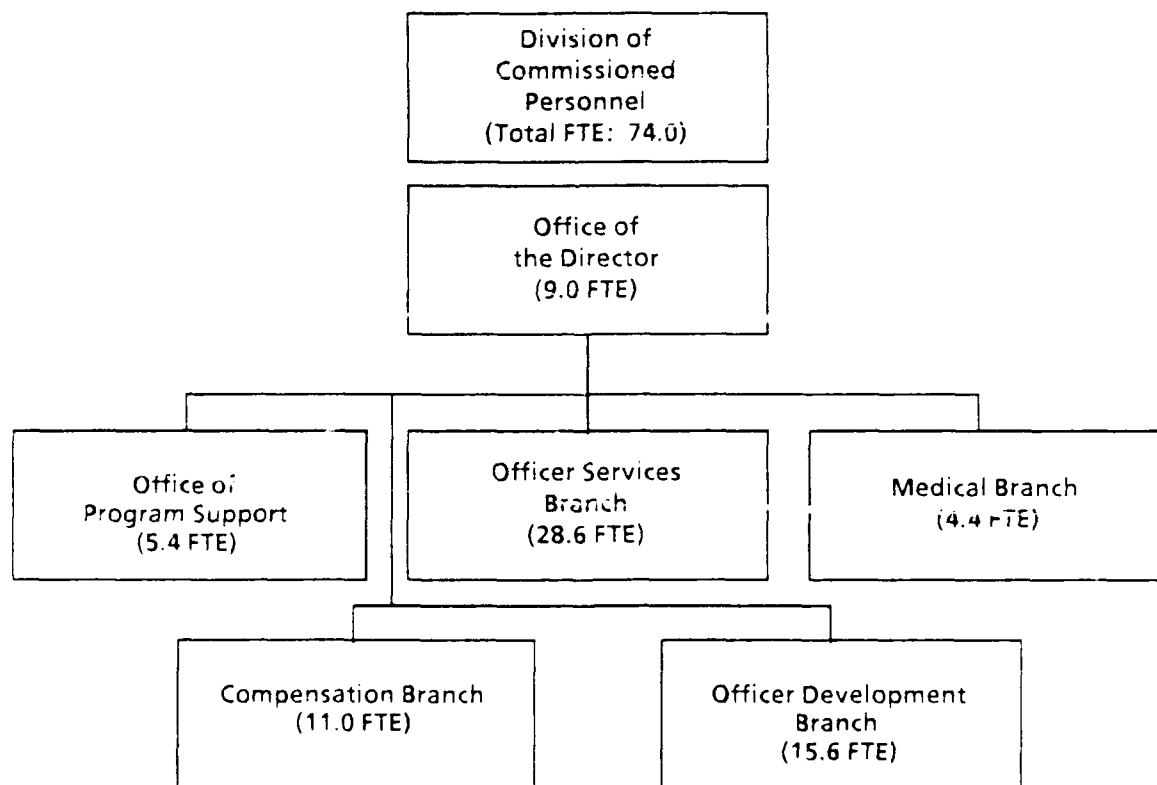 Division of
Commissioned
Personnel
(Total FTE: 74.0)
Office of
the Director
(9.0 FTE)
Office of
Program Support
(5.4 FTE)
Officer Services
Branch
(28.6 FTE)
Medical Branch
(4.4 FTE)
Compensation Branch
(11.0 FTE)
Officer Development
Branch
(15.6 FTE)